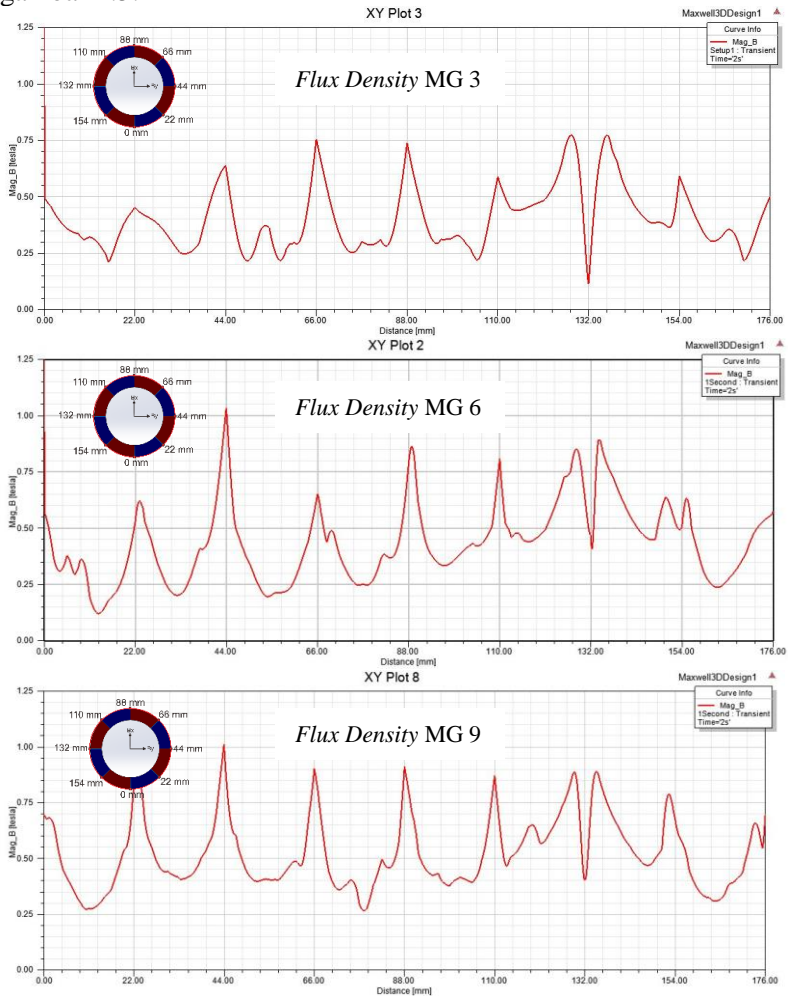 XY Plot 3
Maxwell3DDesign1
Curve Info
Mag_B
Setup1 : Transient
Time='2s'
Flux Density MG 3
88 mm
110 mm
66 mm
132 mm
44 mm
154 mm
22 mm
0 mm
Mag_B [tesla]
1.25
1.00
0.75
0.50
0.25
0.00
0.00 22.00 44.00 66.00 88.00 110.00 132.00 154.00 176.00
Distance [mm]
XY Plot 2
Maxwell3DDesign1
Curve Info
Mag_B
1Second : Transient
Time='2s'
Flux Density MG 6
88 mm
110 mm
66 mm
132 mm
44 mm
154 mm
22 mm
0 mm
Mag_B [tesla]
1.25
1.00
0.75
0.50
0.25
0.00
0.00 22.00 44.00 66.00 88.00 110.00 132.00 154.00 176.00
Distance [mm]
XY Plot 8
Maxwell3DDesign1
Curve Info
Mag_B
1Second : Transient
Time='2s'
Flux Density MG 9
88 mm
110 mm
66 mm
132 mm
44 mm
154 mm
22 mm
0 mm
Mag_B [tesla]
1.25
1.00
0.75
0.50
0.25
0.00
0.00 22.00 44.00 66.00 88.00 110.00 132.00 154.00 176.00
Distance [mm]